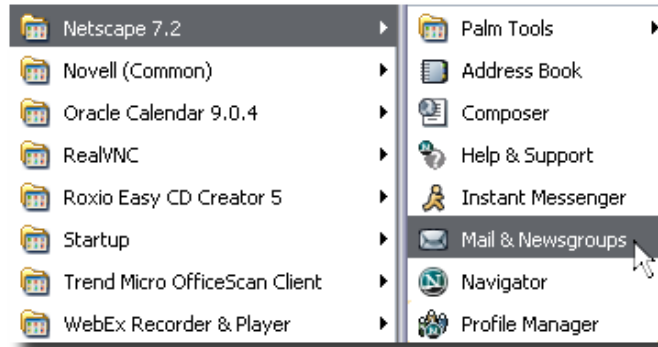 Netscape 7.2
Novell (Common)
Oracle Calendar 9.0.4
RealVNC
Roxio Easy CD Creator 5
Startup
Trend Micro OfficeScan Client
WebEx Recorder & Player
Palm Tools
Address Book
Composer
Help & Support
Instant Messenger
Mail & Newsgroups
Navigator
Profile Manager